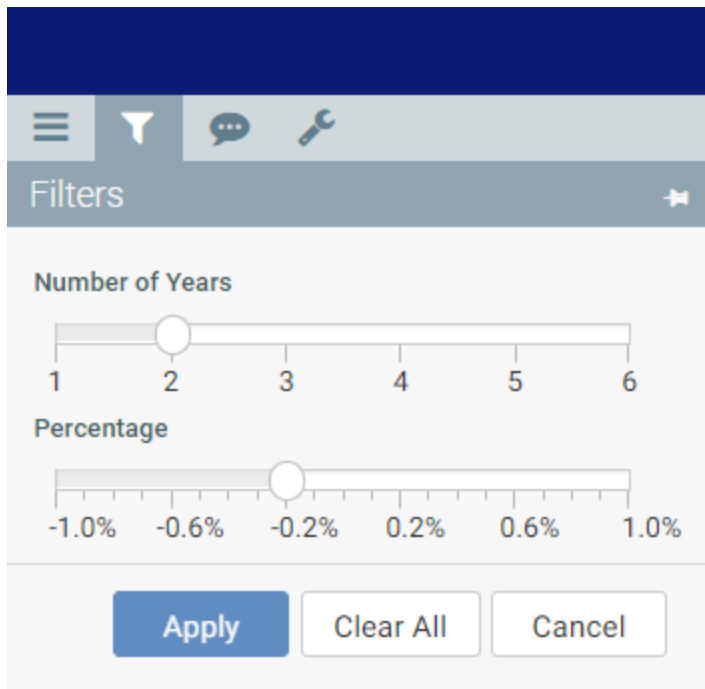 Filters
Number of Years
1 2 3 4 5 6
Percentage
-1.0% -0.6% -0.2% 0.2% 0.6% 1.0%
Apply Clear All Cancel